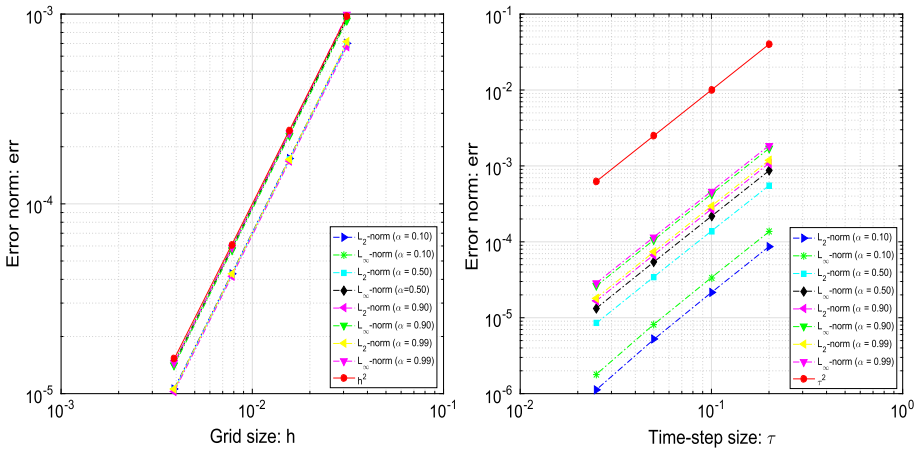 10⁻³
10⁻⁴
10⁻⁵
10⁻³
10⁻²
10⁻¹
Error norm: err
Grid size: h
L₂-norm (α = 0.10)
L∞-norm (α = 0.10)
L₂-norm (α = 0.50)
L∞-norm (α=0.50)
L₂-norm (α = 0.90)
L∞-norm (α = 0.90)
L₂-norm (α = 0.99)
L∞-norm (α = 0.99)
h²
10⁰
10⁻¹
10⁻²
10⁻³
10⁻⁴
10⁻⁵
10⁻⁶
10⁻²
10⁻¹
10⁰
Error norm: err
Time-step size: τ
L₂-norm (α = 0.10)
L∞-norm (α = 0.10)
L₂-norm (α = 0.50)
L∞-norm (α = 0.50)
L₂-norm (α = 0.90)
L∞-norm (α = 0.90)
L₂-norm (α = 0.99)
L∞-norm (α = 0.99)
τ²